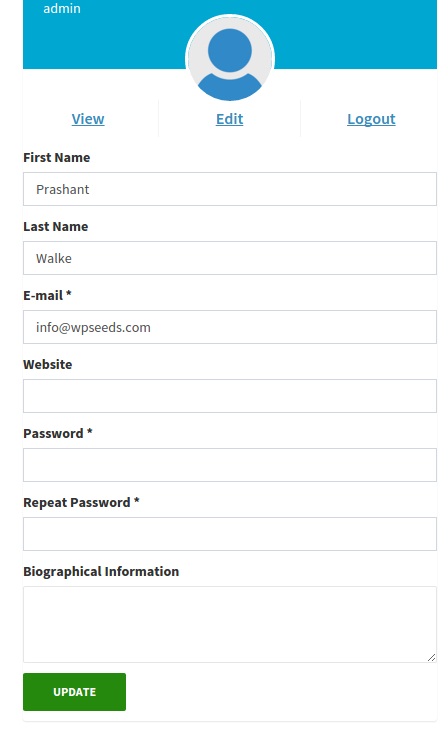 admin
View Edit Logout
First Name
Prashant
Last Name
Walke
E-mail *
info@wpseeds.com
Website
Password *
Repeat Password *
Biographical Information
UPDATE